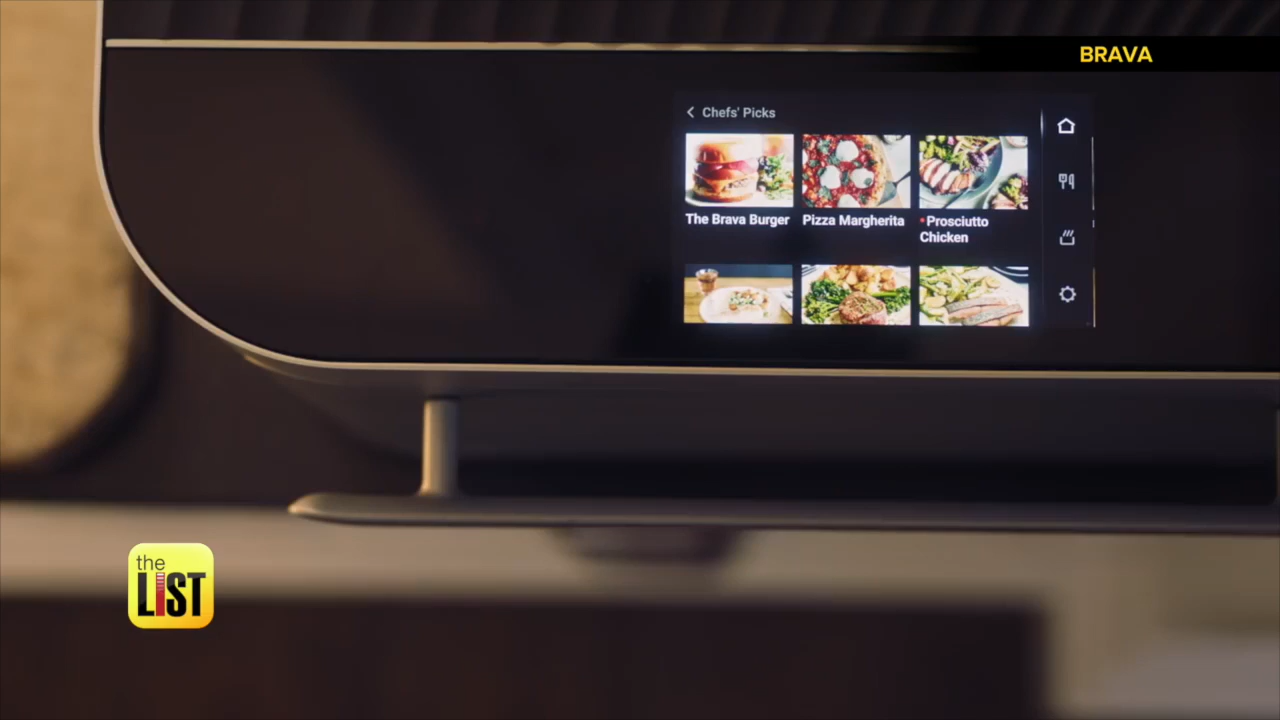 BRAVA
Chefs' Picks
The Brava Burger
Pizza Margherita
Prosciutto
Chicken
the
LIST